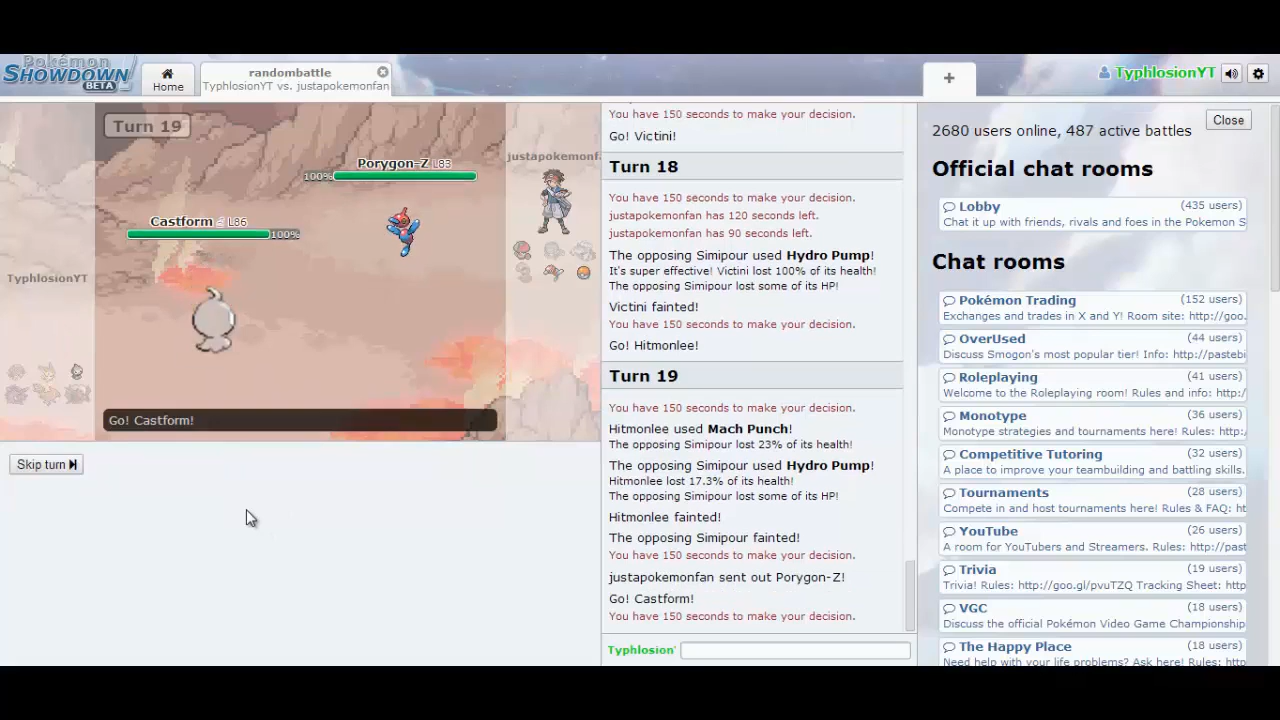 Pokémon
SHOWDOWN
BETA
Home
randombattle
TyphlosionYT vs. justapokemonfan
+
TyphlosionYT
Turn 19
Porygon-Z L83
100%
Castform L86
100%
TyphlosionYT
justapokemonfa
Go! Castform!
Skip turn
You have 150 seconds to make your decision.
Go! Victini!
Turn 18
You have 150 seconds to make your decision.
justapokemonfan has 120 seconds left.
justapokemonfan has 90 seconds left.
The opposing Simipour used Hydro Pump!
It's super effective! Victini lost 100% of its health!
The opposing Simipour lost some of its HP!
Victini fainted!
You have 150 seconds to make your decision.
Go! Hitmonlee!
Turn 19
You have 150 seconds to make your decision.
Hitmonlee used Mach Punch!
The opposing Simipour lost 23% of its health!
The opposing Simipour used Hydro Pump!
Hitmonlee lost 17.3% of its health!
The opposing Simipour lost some of its HP!
Hitmonlee fainted!
The opposing Simipour fainted!
You have 150 seconds to make your decision.
justapokemonfan sent out Porygon-Z!
Go! Castform!
You have 150 seconds to make your decision.
Typhlosion'
Close
2680 users online, 487 active battles
Official chat rooms
Lobby (435 users)
Chat it up with friends, rivals and foes in the Pokemon S
Chat rooms
Pokémon Trading (152 users)
Exchanges and trades in X and Y! Room site: http://goo.
OverUsed (44 users)
Discuss Smogon's most popular tier! Info: http://pastebi
Roleplaying (41 users)
Welcome to the Roleplaying room! Rules and info: http:/
Monotype (36 users)
Monotype strategies and tournaments here! Rules: http:/
Competitive Tutoring (32 users)
A place to improve your teambuilding and battling skills.
Tournaments (28 users)
Compete in and host tournaments here! Rules & FAQ: ht
YouTube (26 users)
A room for YouTubers and Streamers. Rules: http://past
Trivia (19 users)
Trivia! Rules: http://goo.gl/pvuTZQ Tracking Sheet: http
VGC (18 users)
Discuss the official Pokémon Video Game Championship
The Happy Place (18 users)
Need help with your life problems? Ask here! Rules: http